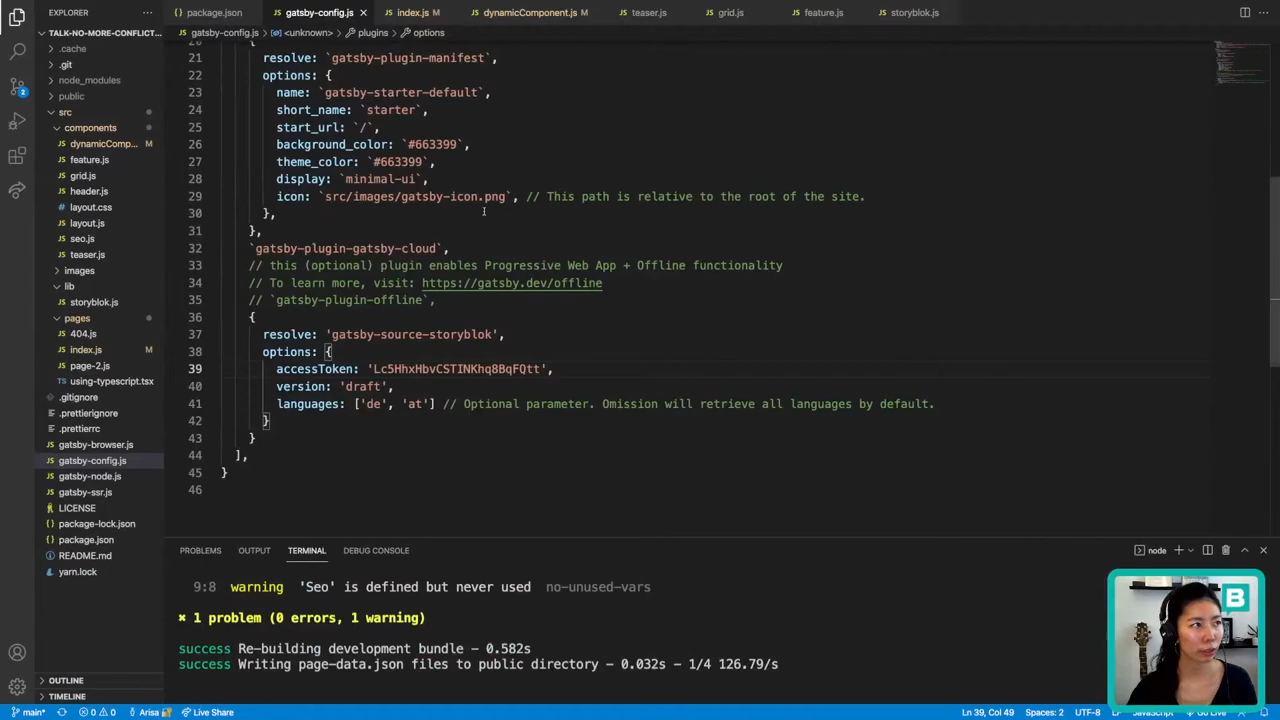 EXPLORER
package.json
gatsby-config.js
index.js M
dynamicComponent.js M
teaser.js
grid.js
feature.js
storyblok.js
TALK-NO-MORE-CONFLICT...
gatsby-config.js > <unknown> > plugins > options
.cache
.git
node_modules
public
src
components
dynamicComp... M
feature.js
grid.js
header.js
layout.css
layout.js
seo.js
teaser.js
images
lib
storyblok.js
pages
404.js
index.js M
page-2.js
using-typescript.tsx
.gitignore
.prettierignore
.prettierrc
gatsby-browser.js
gatsby-config.js
gatsby-node.js
gatsby-ssr.js
LICENSE
package-lock.json
package.json
README.md
yarn.lock
OUTLINE
TIMELINE
2
20 {
21 resolve: `gatsby-plugin-manifest`,
22 options: {
23 name: `gatsby-starter-default`,
24 short_name: `starter`,
25 start_url: `/`,
26 background_color: `#663399`,
27 theme_color: `#663399`,
28 display: `minimal-ui`,
29 icon: `src/images/gatsby-icon.png`, // This path is relative to the root of the site.
30 },
31 },
32 `gatsby-plugin-gatsby-cloud`,
33 // this (optional) plugin enables Progressive Web App + Offline functionality
34 // To learn more, visit: https://gatsby.dev/offline
35 // `gatsby-plugin-offline`,
36 {
37 resolve: 'gatsby-source-storyblok',
38 options: {
39 accessToken: 'Lc5HhxHbvCSTINKhq8BqFQtt',
40 version: 'draft',
41 languages: ['de', 'at'] // Optional parameter. Omission will retrieve all languages by default.
42 }
43 }
44 ],
45 }
46
PROBLEMS OUTPUT TERMINAL DEBUG CONSOLE
node
9:8 warning 'Seo' is defined but never used no-unused-vars
✖ 1 problem (0 errors, 1 warning)
success Re-building development bundle - 0.582s
success Writing page-data.json files to public directory - 0.032s - 1/4 126.79/s
B
main* 0 0 Arisa Live Share
Ln 39, Col 49 Spaces: 2 UTF-8 LF JavaScript Go Live